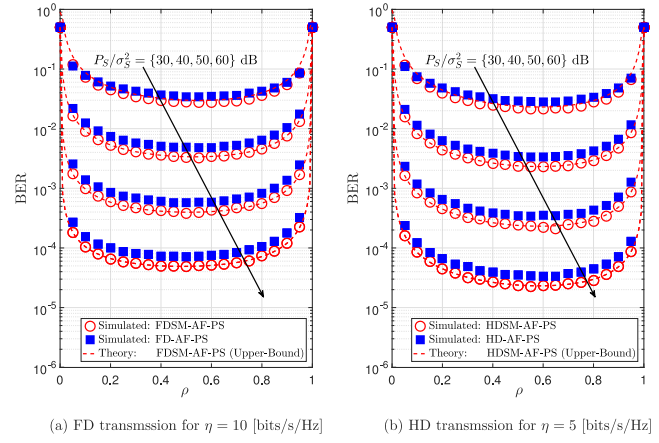 10^0
10^-1
10^-2
10^-3
10^-4
10^-5
10^-6
BER
P_S/σ_S^2 = {30, 40, 50, 60} dB
Simulated: FDSM-AF-PS
Simulated: FD-AF-PS
Theory: FDSM-AF-PS (Upper-Bound)
0 0.2 0.4 0.6 0.8 1
ρ
(a) FD transmssion for η = 10 [bits/s/Hz]
10^0
10^-1
10^-2
10^-3
10^-4
10^-5
10^-6
BER
P_S/σ_S^2 = {30, 40, 50, 60} dB
Simulated: HDSM-AF-PS
Simulated: HD-AF-PS
Theory: HDSM-AF-PS (Upper-Bound)
0 0.2 0.4 0.6 0.8 1
ρ
(b) HD transmssion for η = 5 [bits/s/Hz]